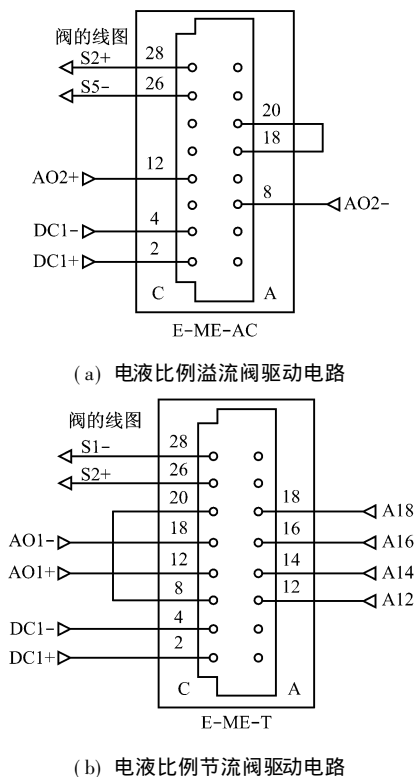 阀的线图
S2+ 28
S5- 26
20
18
AO2+ 12
8 AO2-
DC1- 4
DC1+ 2
C A
E-ME-AC
(a) 电液比例溢流阀驱动电路
阀的线图
S1- 28
S2+ 26
20
18 A18
AO1- 18
16 A16
AO1+ 12
14 A14
8
12 A12
DC1- 4
DC1+ 2
C A
E-ME-T
(b) 电液比例节流阀驱动电路